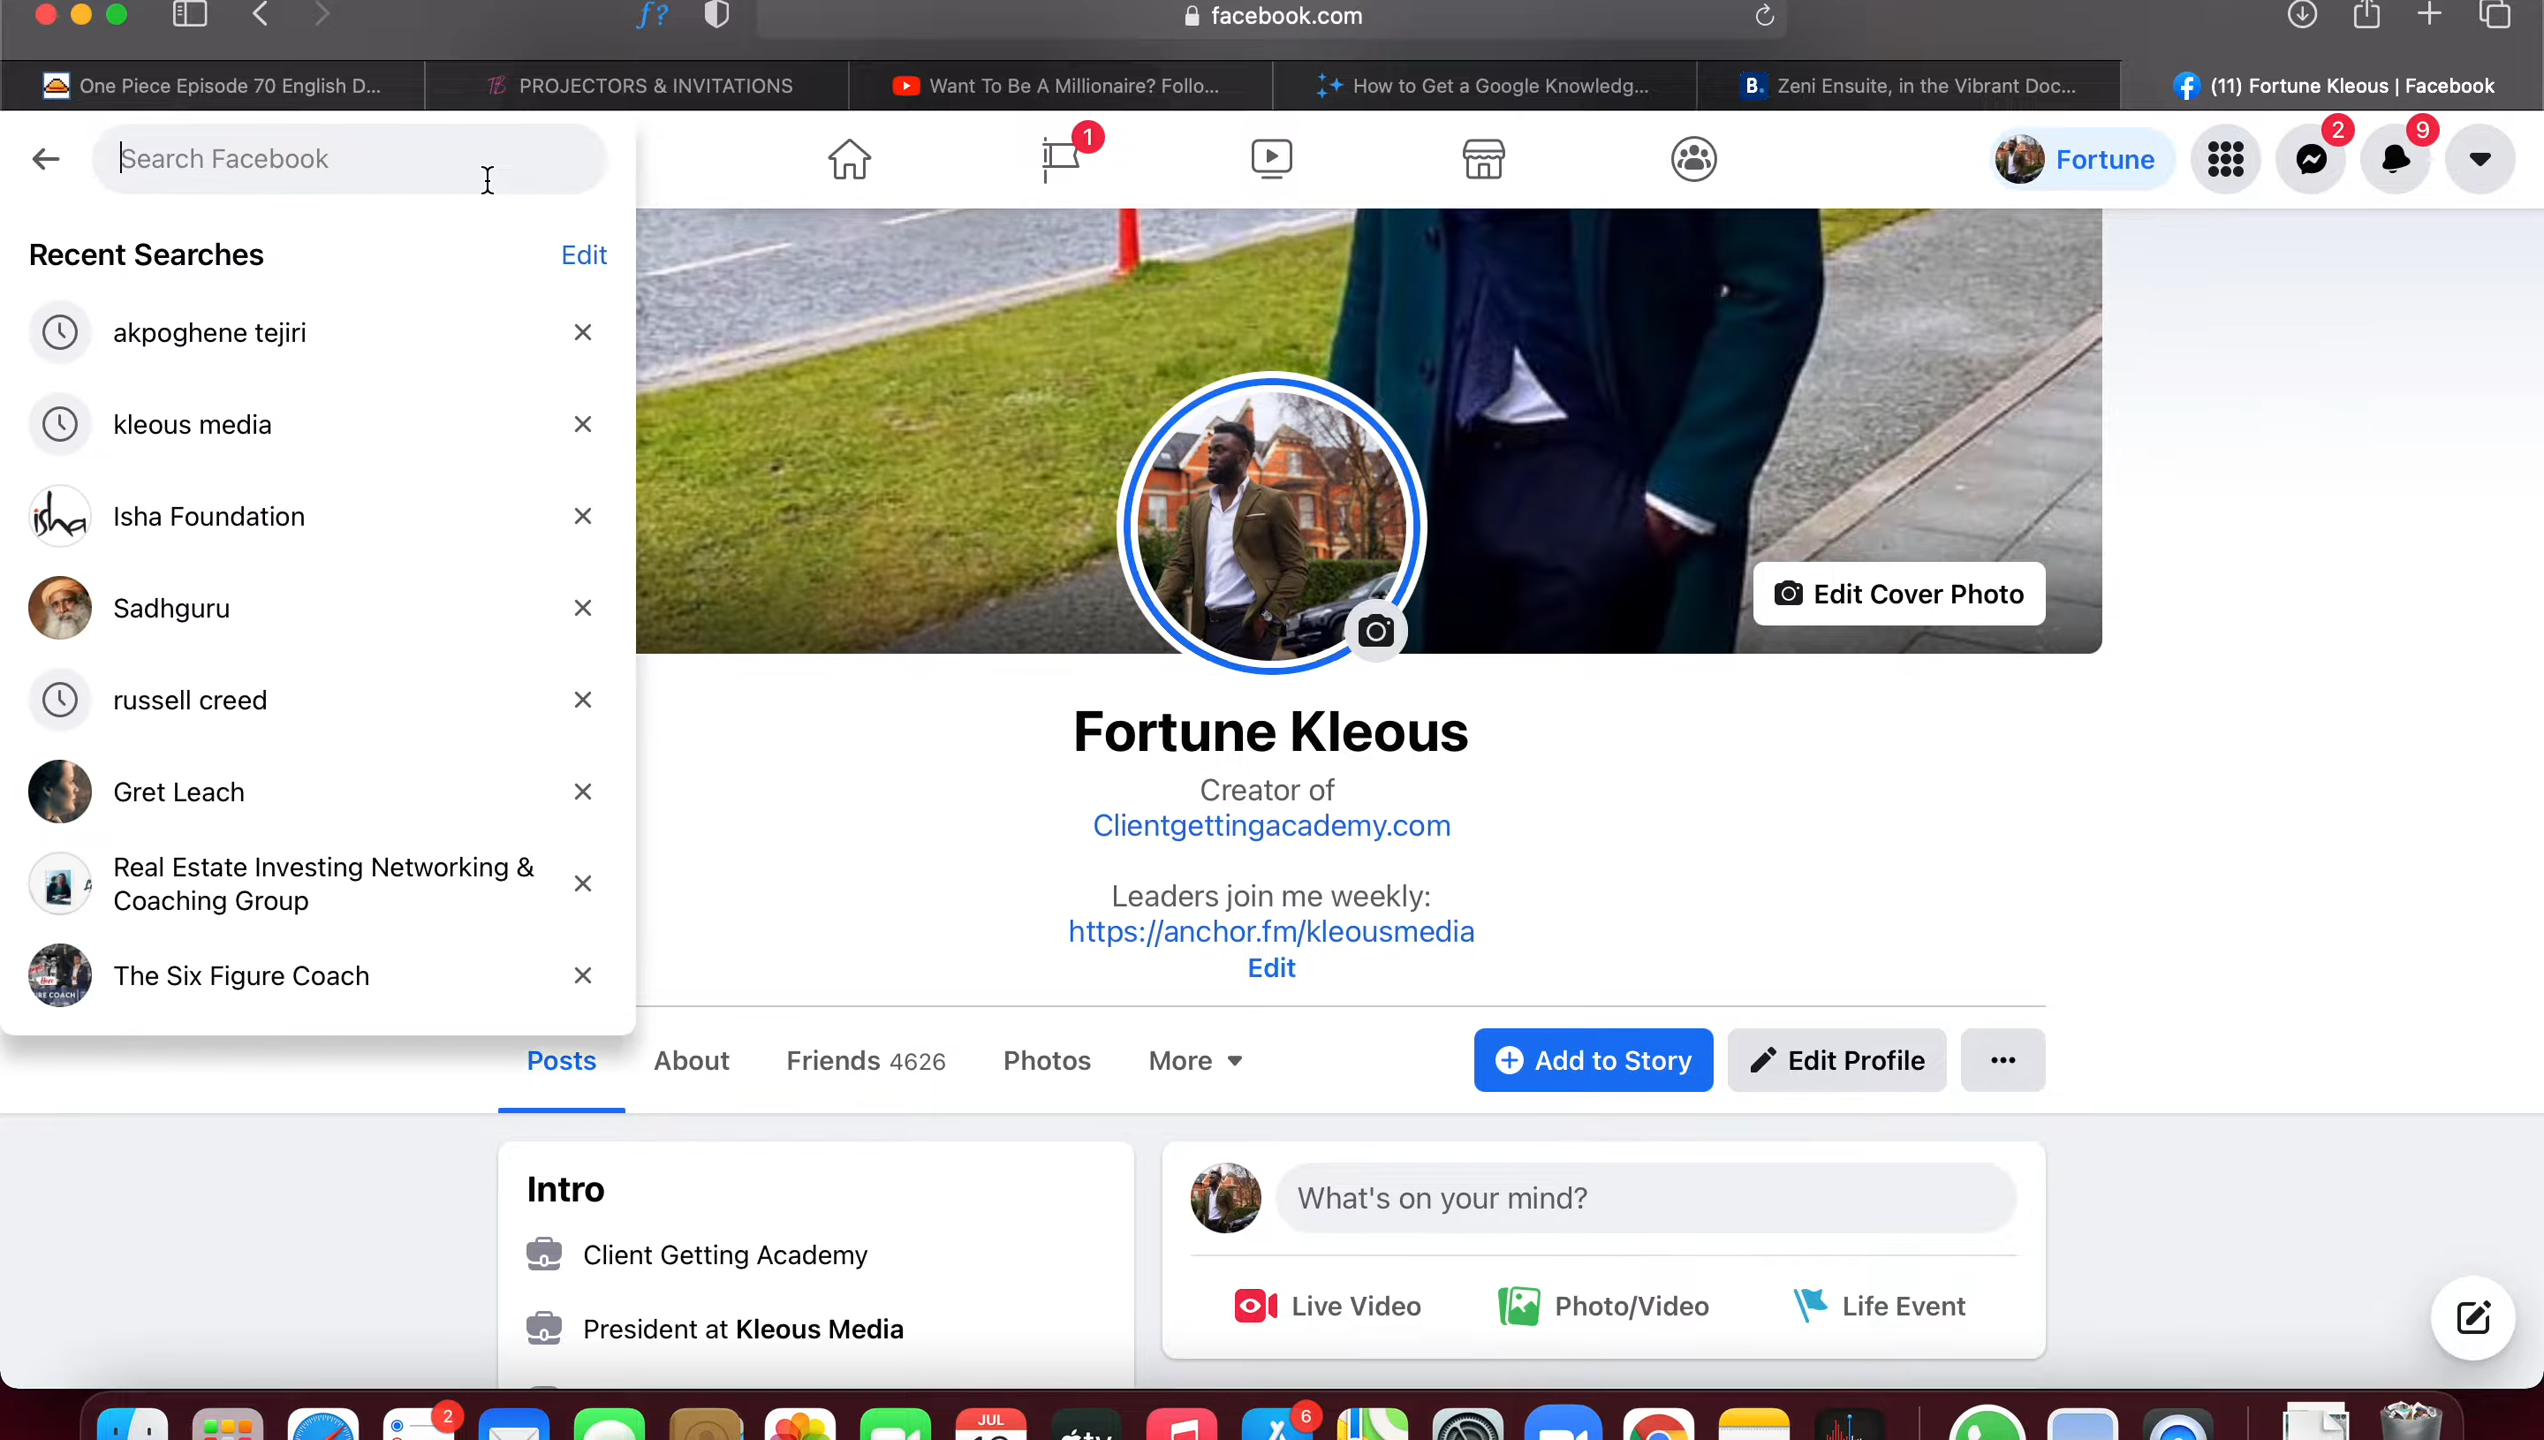 facebook.com
One Piece Episode 70 English D...
TB PROJECTORS & INVITATIONS
Want To Be A Millionaire? Follo...
How to Get a Google Knowledg...
B. Zeni Ensuite, in the Vibrant Doc...
(11) Fortune Kleous | Facebook
Search Facebook
1
Fortune
2
9
Recent Searches
Edit
akpoghene tejiri
kleous media
isha Isha Foundation
Sadhguru
russell creed
Gret Leach
Real Estate Investing Networking &
Coaching Group
The Six Figure Coach
Edit Cover Photo
Fortune Kleous
Creator of
Clientgettingacademy.com
Leaders join me weekly:
https://anchor.fm/kleousmedia
Edit
Posts
About
Friends 4626
Photos
More
Add to Story
Edit Profile
Intro
Client Getting Academy
President at Kleous Media
What's on your mind?
Live Video
Photo/Video
Life Event
2
JUL
6